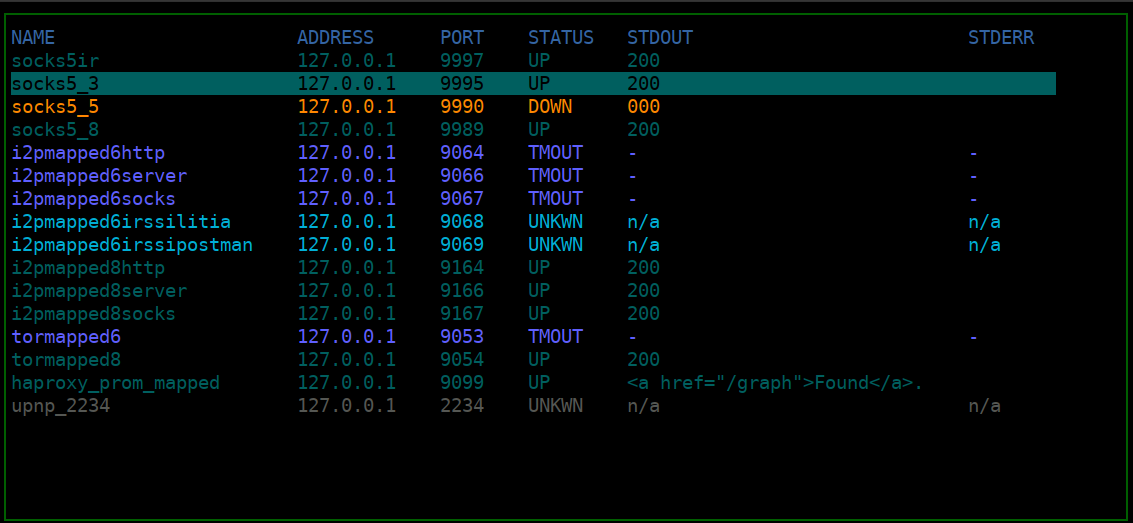 NAME ADDRESS PORT STATUS STDOUT STDERR
socks5ir 127.0.0.1 9997 UP 200
socks5_3 127.0.0.1 9995 UP 200
socks5_5 127.0.0.1 9990 DOWN 000
socks5_8 127.0.0.1 9989 UP 200
i2pmapped6http 127.0.0.1 9064 TMOUT - -
i2pmapped6server 127.0.0.1 9066 TMOUT - -
i2pmapped6socks 127.0.0.1 9067 TMOUT - -
i2pmapped6irssilitia 127.0.0.1 9068 UNKWN n/a n/a
i2pmapped6irssipostman 127.0.0.1 9069 UNKWN n/a n/a
i2pmapped8http 127.0.0.1 9164 UP 200
i2pmapped8server 127.0.0.1 9166 UP 200
i2pmapped8socks 127.0.0.1 9167 UP 200
tormapped6 127.0.0.1 9053 TMOUT - -
tormapped8 127.0.0.1 9054 UP 200
haproxy_prom_mapped 127.0.0.1 9099 UP <a href="/graph">Found</a>.
upnp_2234 127.0.0.1 2234 UNKWN n/a n/a